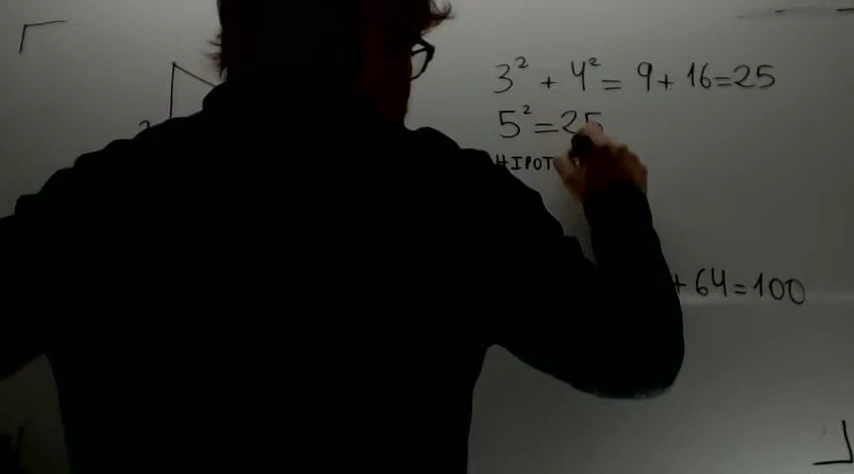 3² + 4² = 9 + 16 = 25
5² = 25
HIPOT
+ 64 = 100